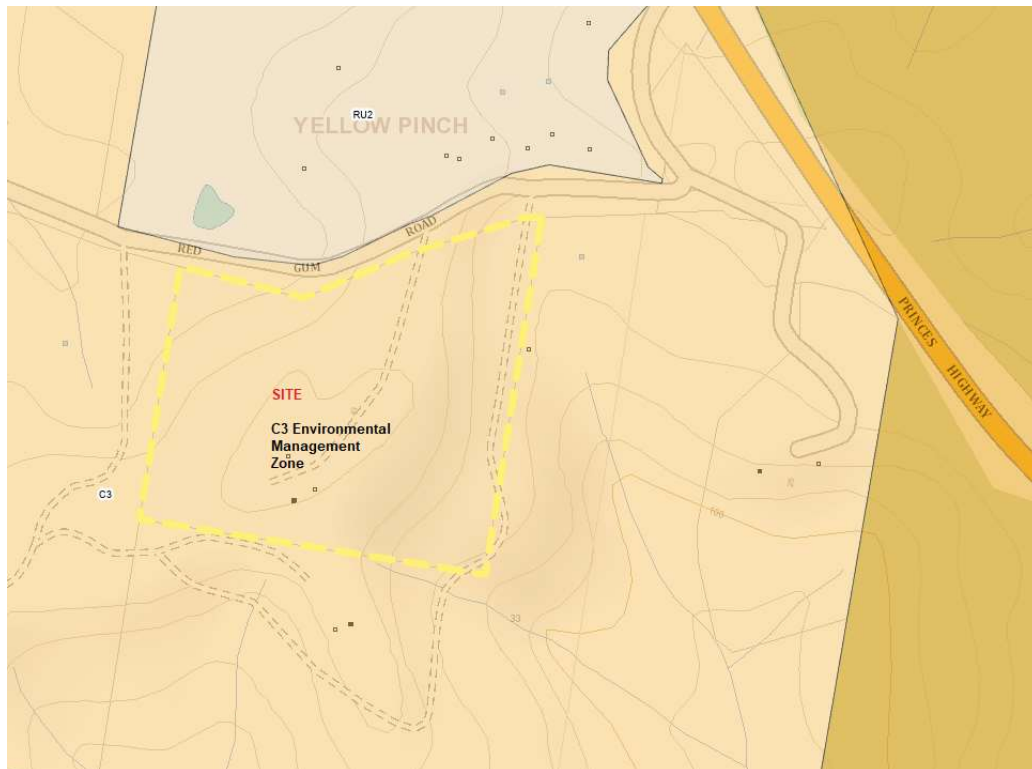 RU2
YELLOW PINCH
RED
GUM
ROAD
PRINCES
HIGHWAY
SITE
C3 Environmental
Management
Zone
C3
100
33